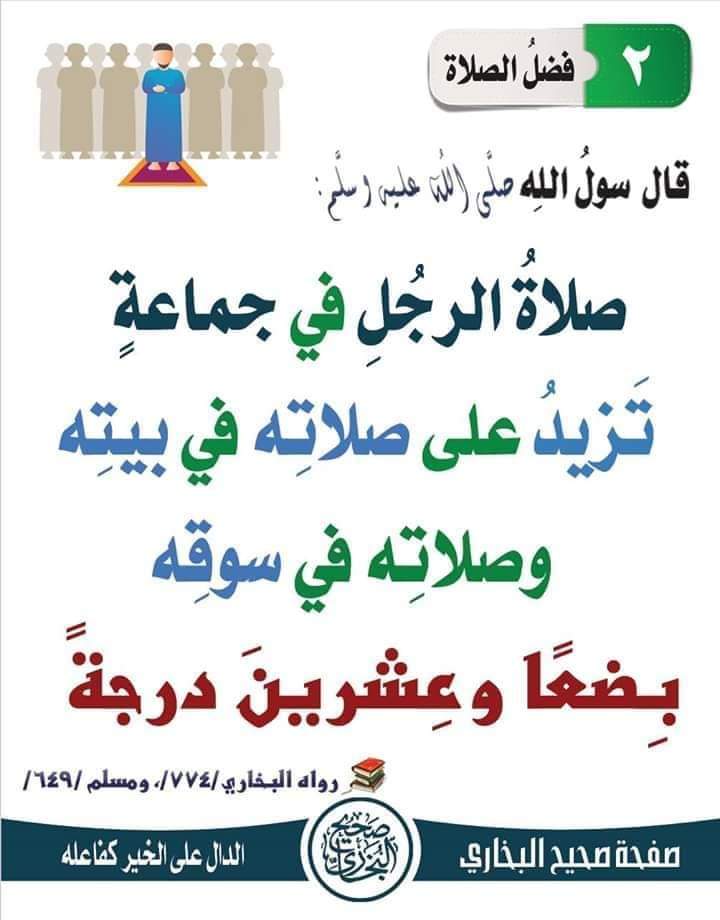 ٢ فضلُ الصلاة
قال سولُ اللهِ صلَّى اللهُ عليه وسلَّم:
صلاةُ الرجُلِ في جماعةٍ
تَزيدُ على صلاتِه في بيتِه
وصلاتِه في سوقِه
بِضعًا وعِشرينَ درجةً
رواه البخاري /٧٧٤/، ومسلم /٦٤٩/
صفحة صحيح البخاري
صحيح البخاري
الدال على الخير كفاعله